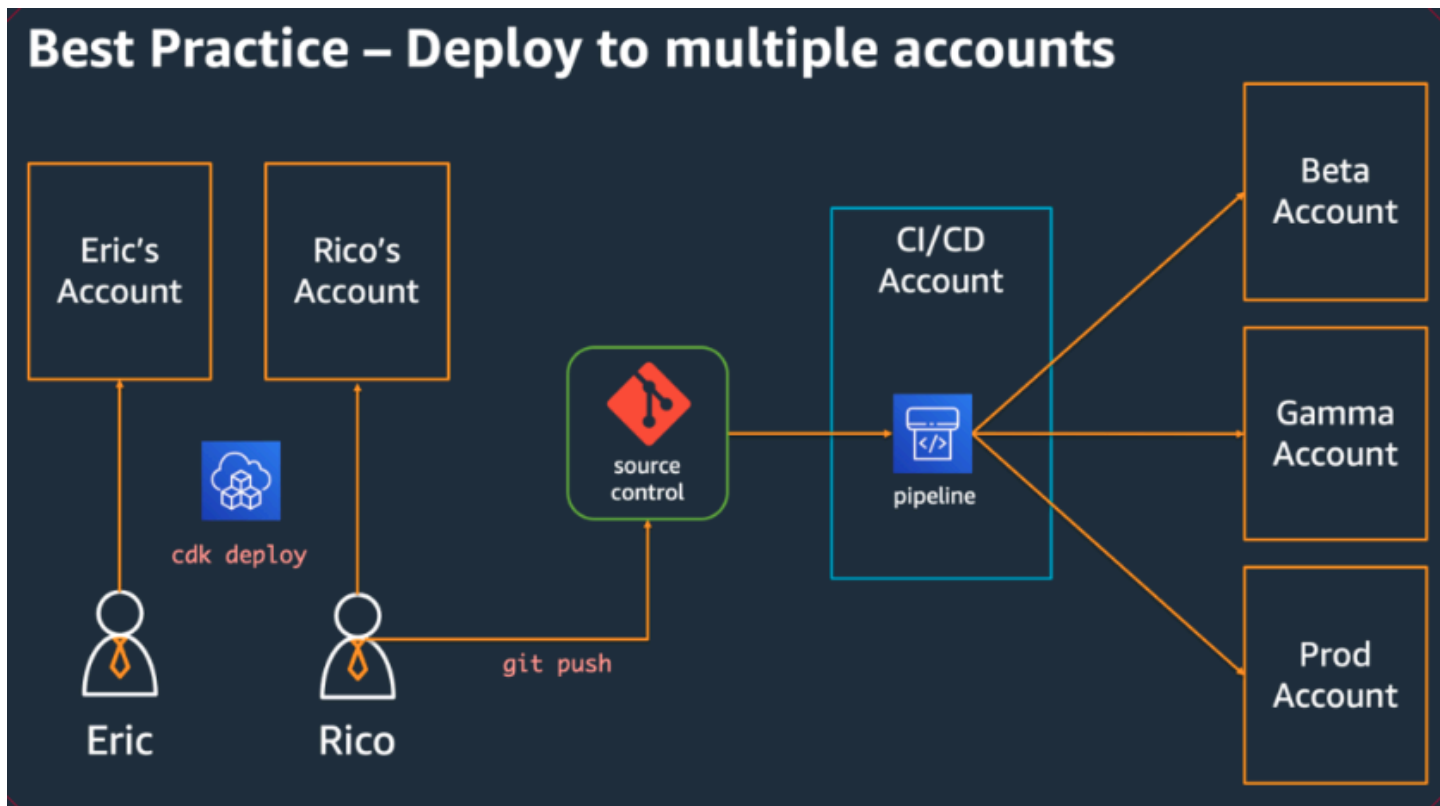 Best Practice – Deploy to multiple accounts
Eric's
Account
Rico's
Account
cdk deploy
Eric
Rico
git push
source
control
CI/CD
Account
pipeline
</>
Beta
Account
Gamma
Account
Prod
Account